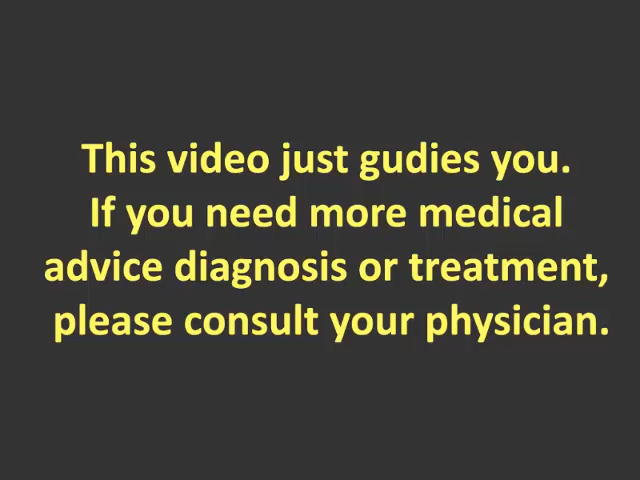 This video just gudies you.
If you need more medical
advice diagnosis or treatment,
please consult your physician.